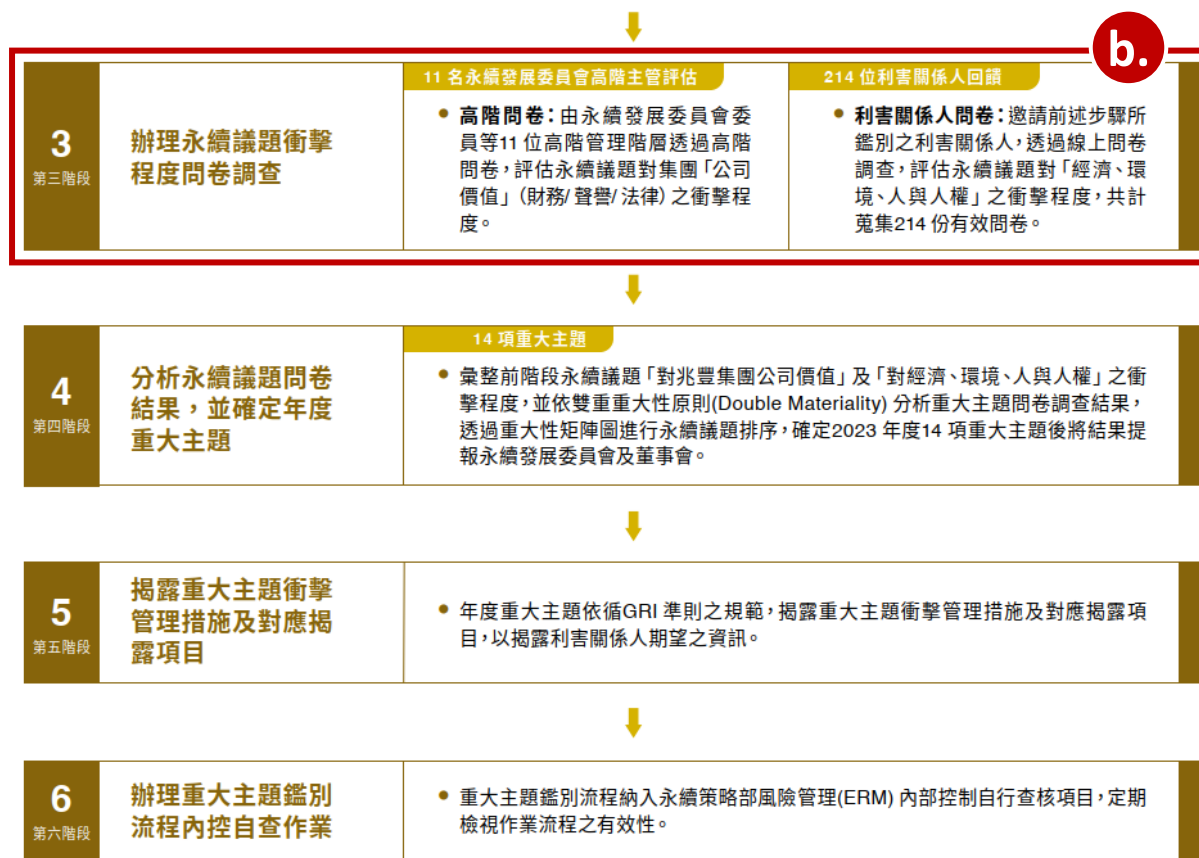 b.
3
第三階段
辦理永續議題衝擊
程度問卷調查
11 名永續發展委員會高階主管評估
● 高階問卷：由永續發展委員會委
員等11 位高階管理階層透過高階
問卷，評估永續議題對集團「公司
價值」(財務/ 聲譽/ 法律) 之衝擊程
度。
214 位利害關係人回饋
● 利害關係人問卷：邀請前述步驟所
鑑別之利害關係人，透過線上問卷
調查，評估永續議題對「經濟、環
境、人與人權」之衝擊程度，共計
蒐集214 份有效問卷。
4
第四階段
分析永續議題問卷
結果，並確定年度
重大主題
14 項重大主題
● 彙整前階段永續議題「對兆豐集團公司價值」及「對經濟、環境、人與人權」之衝
擊程度，並依雙重重大性原則(Double Materiality) 分析重大主題問卷調查結果，
透過重大性矩陣圖進行永續議題排序，確定2023 年度14 項重大主題後將結果提
報永續發展委員會及董事會。
5
第五階段
揭露重大主題衝擊
管理措施及對應揭
露項目
● 年度重大主題依循GRI 準則之規範，揭露重大主題衝擊管理措施及對應揭露項
目，以揭露利害關係人期望之資訊。
6
第六階段
辦理重大主題鑑別
流程內控自查作業
● 重大主題鑑別流程納入永續策略部風險管理(ERM) 內部控制自行查核項目，定期
檢視作業流程之有效性。